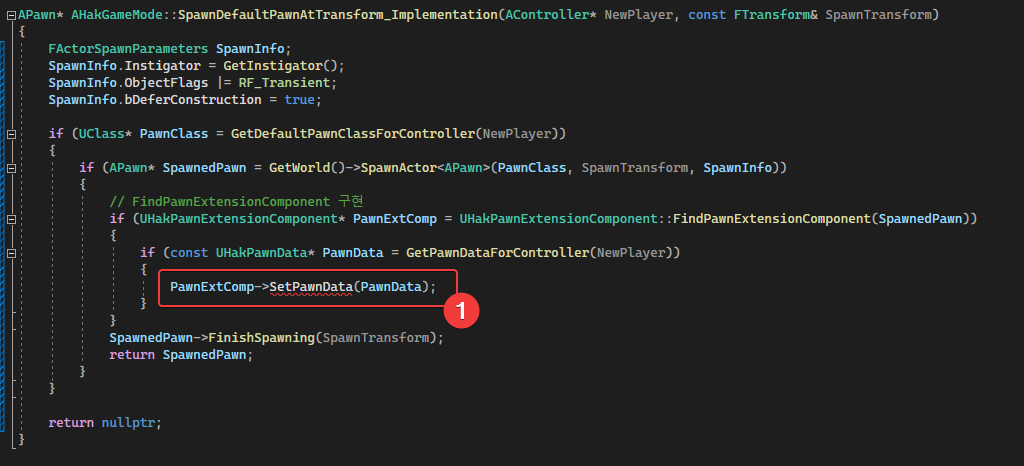 APawn* AHakGameMode::SpawnDefaultPawnAtTransform_Implementation(AController* NewPlayer, const FTransform& SpawnTransform)
{
FActorSpawnParameters SpawnInfo;
SpawnInfo.Instigator = GetInstigator();
SpawnInfo.ObjectFlags |= RF_Transient;
SpawnInfo.bDeferConstruction = true;
if (UClass* PawnClass = GetDefaultPawnClassForController(NewPlayer))
{
if (APawn* SpawnedPawn = GetWorld()->SpawnActor<APawn>(PawnClass, SpawnTransform, SpawnInfo))
{
// FindPawnExtensionComponent 구현
if (UHakPawnExtensionComponent* PawnExtComp = UHakPawnExtensionComponent::FindPawnExtensionComponent(SpawnedPawn))
{
if (const UHakPawnData* PawnData = GetPawnDataForController(NewPlayer))
{
PawnExtComp->SetPawnData(PawnData);
1
}
}
SpawnedPawn->FinishSpawning(SpawnTransform);
return SpawnedPawn;
}
}
return nullptr;
}